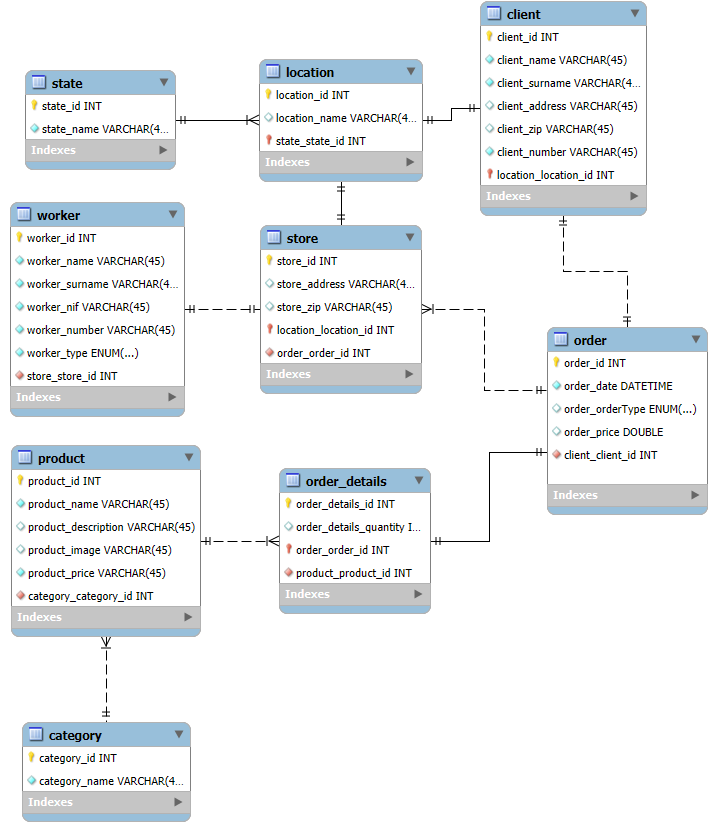 state
state_id INT
state_name VARCHAR(4...
Indexes
location
location_id INT
location_name VARCHAR(4...
state_state_id INT
Indexes
client
client_id INT
client_name VARCHAR(45)
client_surname VARCHAR(4...
client_address VARCHAR(45)
client_zip VARCHAR(45)
client_number VARCHAR(45)
location_location_id INT
Indexes
worker
worker_id INT
worker_name VARCHAR(45)
worker_surname VARCHAR(4...
worker_nif VARCHAR(45)
worker_number VARCHAR(45)
worker_type ENUM(...)
store_store_id INT
Indexes
store
store_id INT
store_address VARCHAR(4...
store_zip VARCHAR(45)
location_location_id INT
order_order_id INT
Indexes
order
order_id INT
order_date DATETIME
order_orderType ENUM(...)
order_price DOUBLE
client_client_id INT
Indexes
product
product_id INT
product_name VARCHAR(45)
product_description VARCHAR(45)
product_image VARCHAR(45)
product_price VARCHAR(45)
category_category_id INT
Indexes
order_details
order_details_id INT
order_details_quantity I...
order_order_id INT
product_product_id INT
Indexes
category
category_id INT
category_name VARCHAR(4...
Indexes